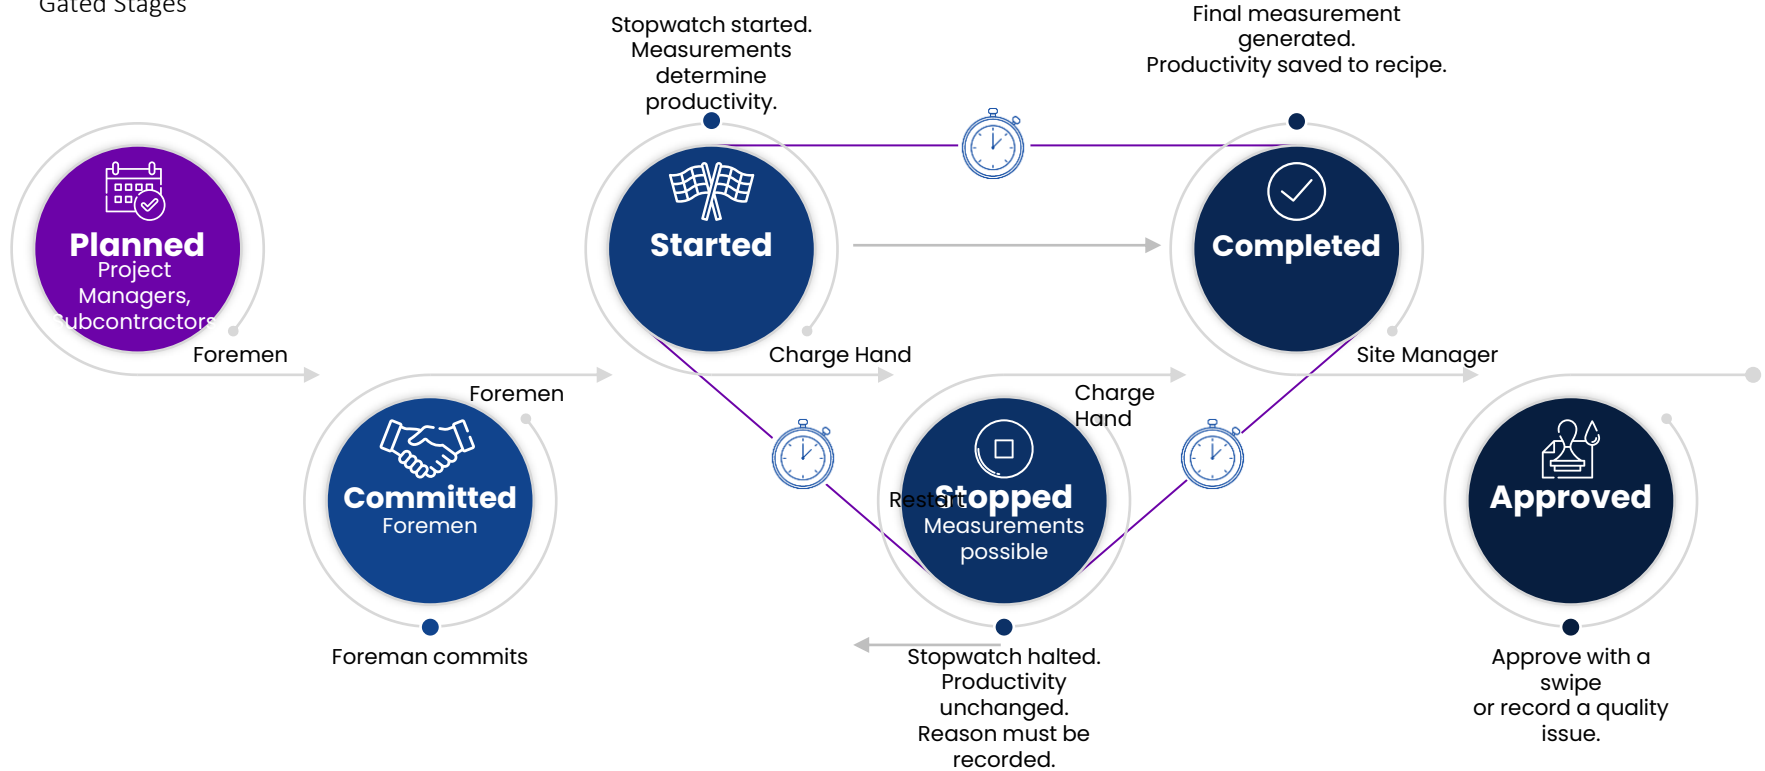 Gated Stages
Stopwatch started.
Measurements
determine
productivity.
Final measurement
generated.
Productivity saved to recipe.
Planned
Project
Managers,
Subcontractors
Foremen
Started
Charge Hand
Completed
Site Manager
Foremen
Committed
Foremen
Foreman commits
Charge
Hand
Restart
Stopped
Measurements
possible
Stopwatch halted.
Productivity
unchanged.
Reason must be
recorded.
Approved
Approve with a
swipe
or record a quality
issue.